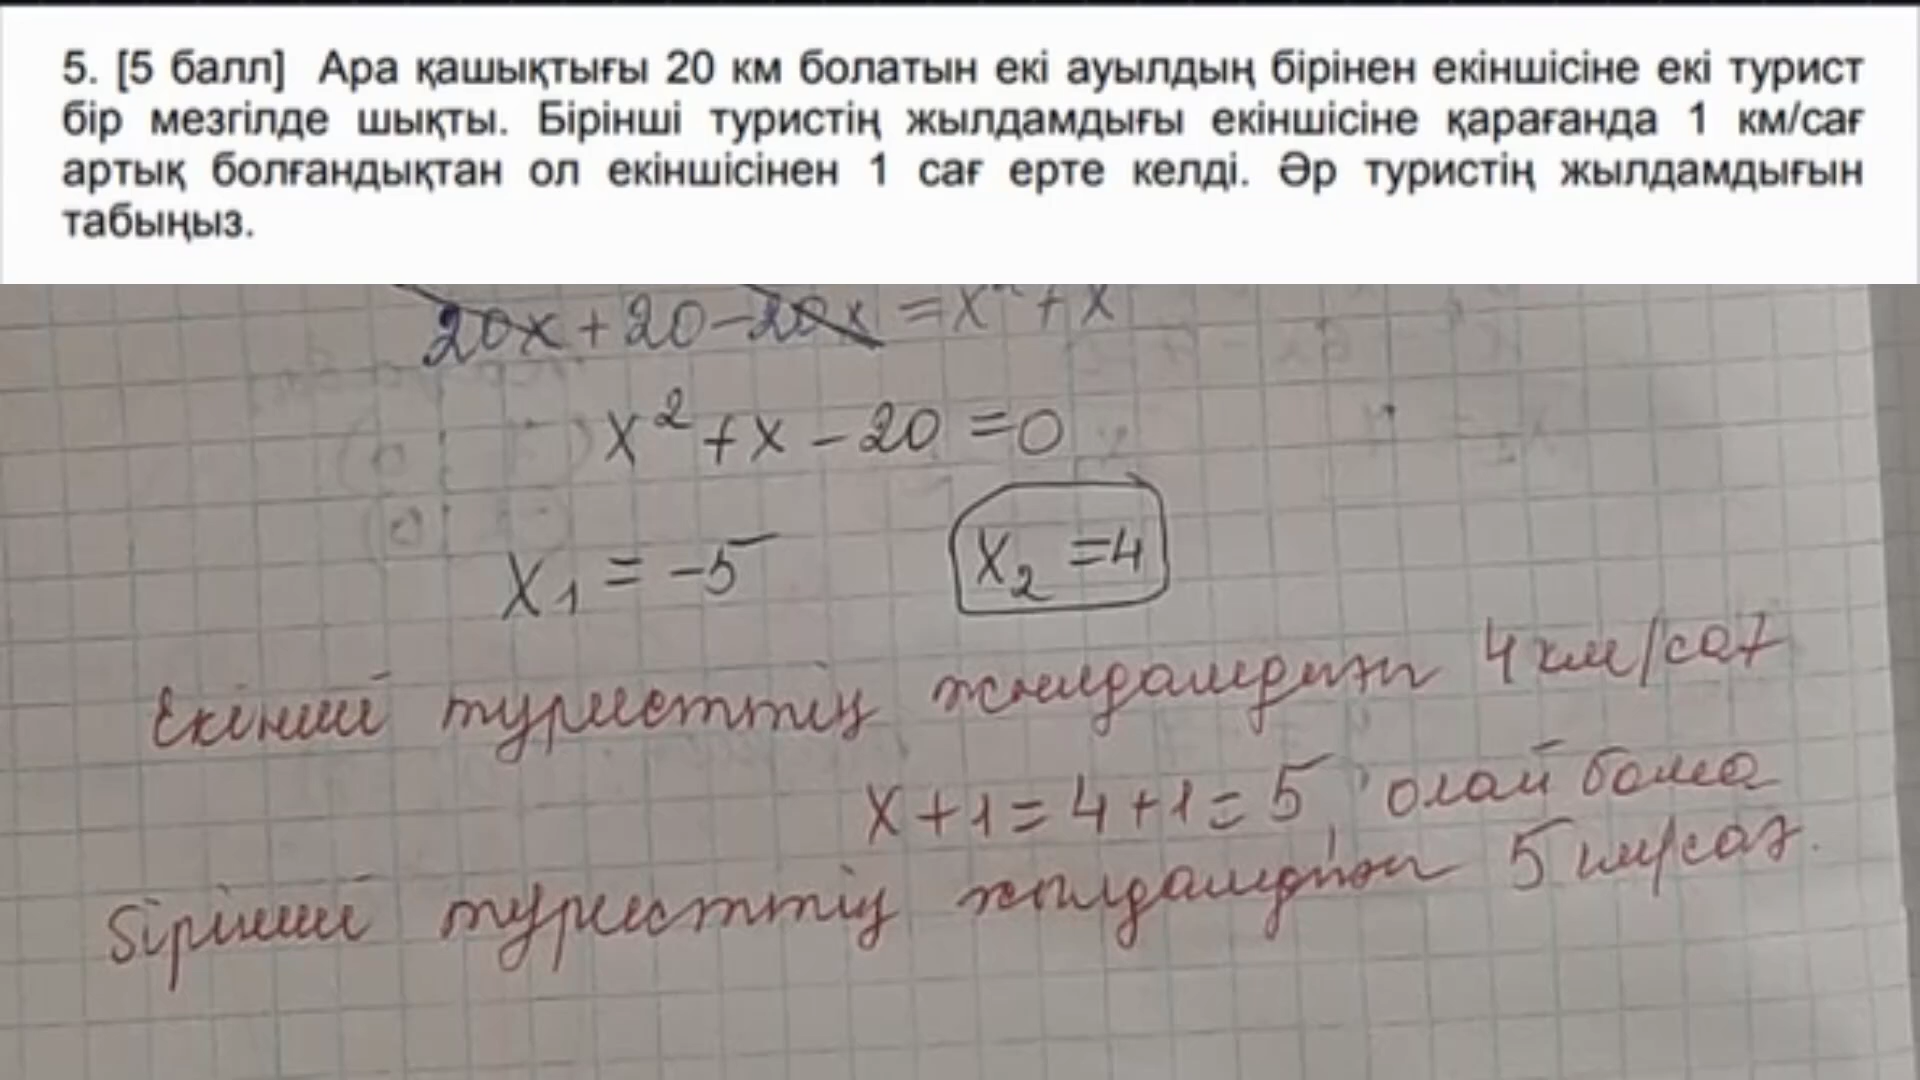 5. [5 балл] Ара қашықтығы 20 км болатын екі ауылдың бірінен екіншісіне екі турист
бір мезгілде шықты. Бірінші туристің жылдамдығы екіншісіне қарағанда 1 км/сағ
артық болғандықтан ол екіншісінен 1 сағ ерте келді. Әр туристің жылдамдығын
табыңыз.
20x+20-20x=x²+x
x²+x-20=0
x₁=-5 x₂=4
Екінші туристтің жылдамдығы 4 км/сағ
x+1=4+1=5, олай болса
Бірінші туристтің жылдамдығы 5 км/сағ.